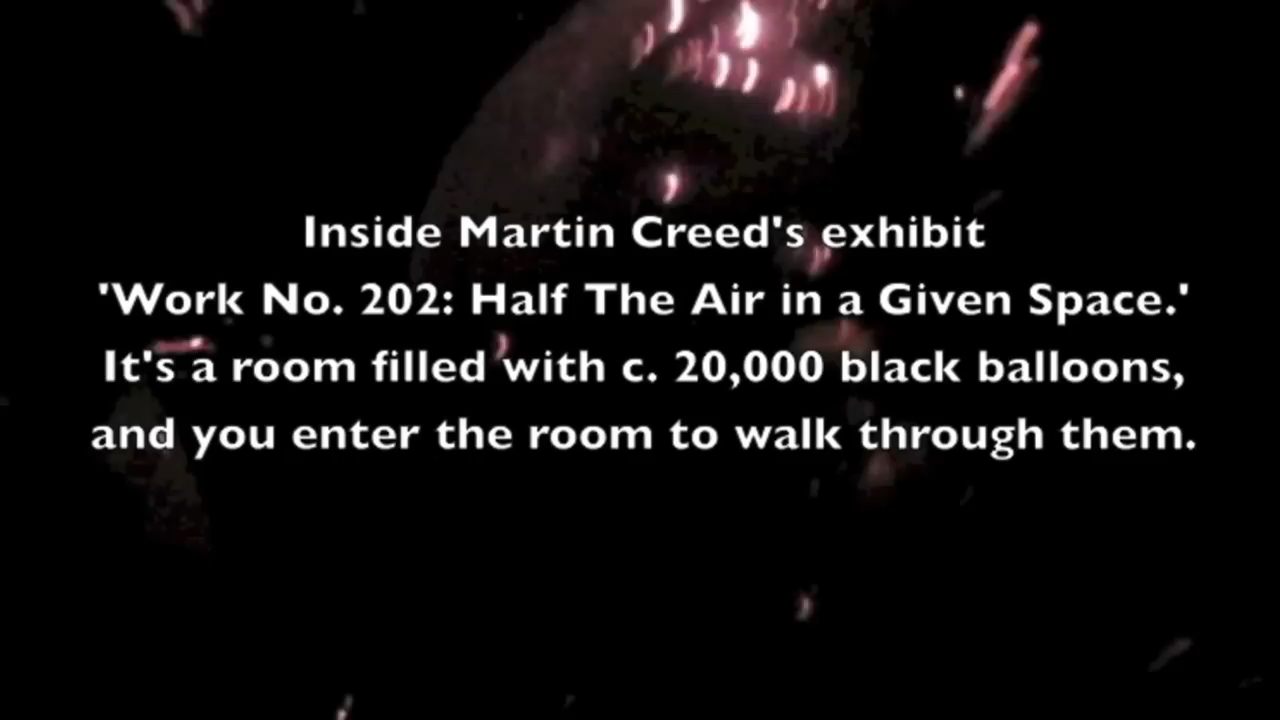 Inside Martin Creed's exhibit
'Work No. 202: Half The Air in a Given Space.'
It's a room filled with c. 20,000 black balloons,
and you enter the room to walk through them.